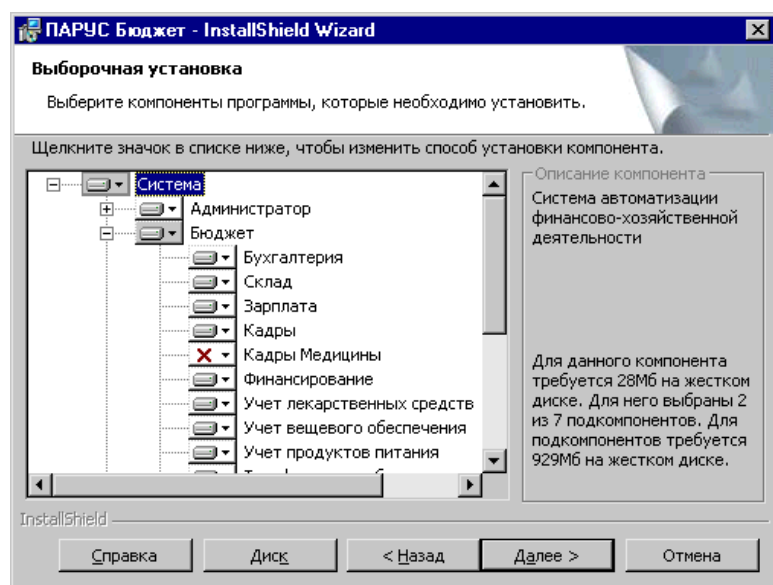 ПАРУС Бюджет - InstallShield Wizard
Выборочная установка
Выберите компоненты программы, которые необходимо установить.
Щелкните значок в списке ниже, чтобы изменить способ установки компонента.
Система
Администратор
Бюджет
Бухгалтерия
Склад
Зарплата
Кадры
Кадры Медицины
Финансирование
Учет лекарственных средств
Учет вещевого обеспечения
Учет продуктов питания
Описание компонента
Система автоматизации
финансово-хозяйственной
деятельности
Для данного компонента
требуется 28Мб на жестком
диске. Для него выбраны 2
из 7 подкомпонентов. Для
подкомпонентов требуется
929Мб на жестком диске.
InstallShield
Справка
Диск
< Назад
Далее >
Отмена